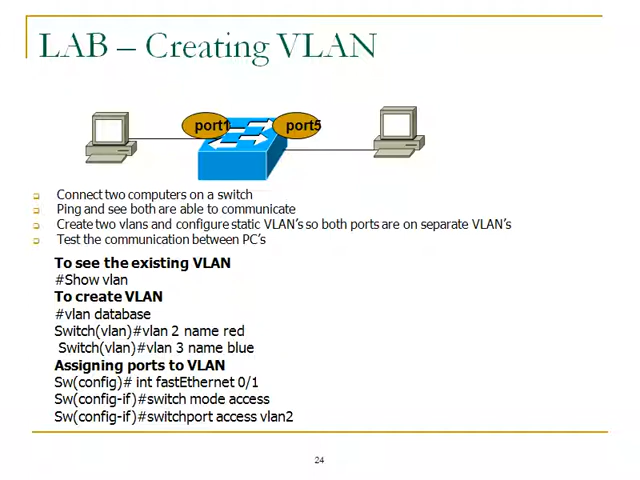 LAB – Creating VLAN
port1
port5
Connect two computers on a switch
Ping and see both are able to communicate
Create two vlans and configure static VLAN's so both ports are on separate VLAN's
Test the communication between PC's
To see the existing VLAN
#Show vlan
To create VLAN
#vlan database
Switch(vlan)#vlan 2 name red
Switch(vlan)#vlan 3 name blue
Assigning ports to VLAN
Sw(config)# int fastEthernet 0/1
Sw(config-if)#switch mode access
Sw(config-if)#switchport access vlan2
24